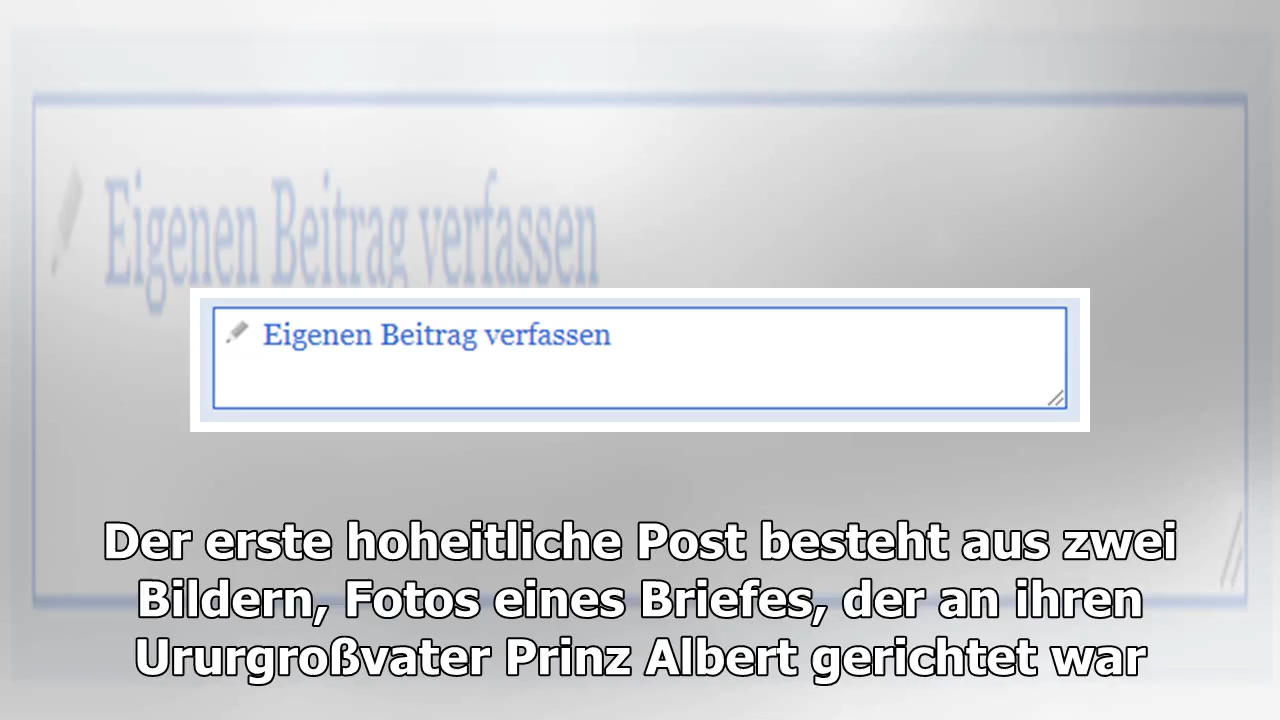 Eigenen Beitrag verfassen
Eigenen Beitrag verfassen
Der erste hoheitliche Post besteht aus zwei
Bildern, Fotos eines Briefes, der an ihren
Ururgroßvater Prinz Albert gerichtet war